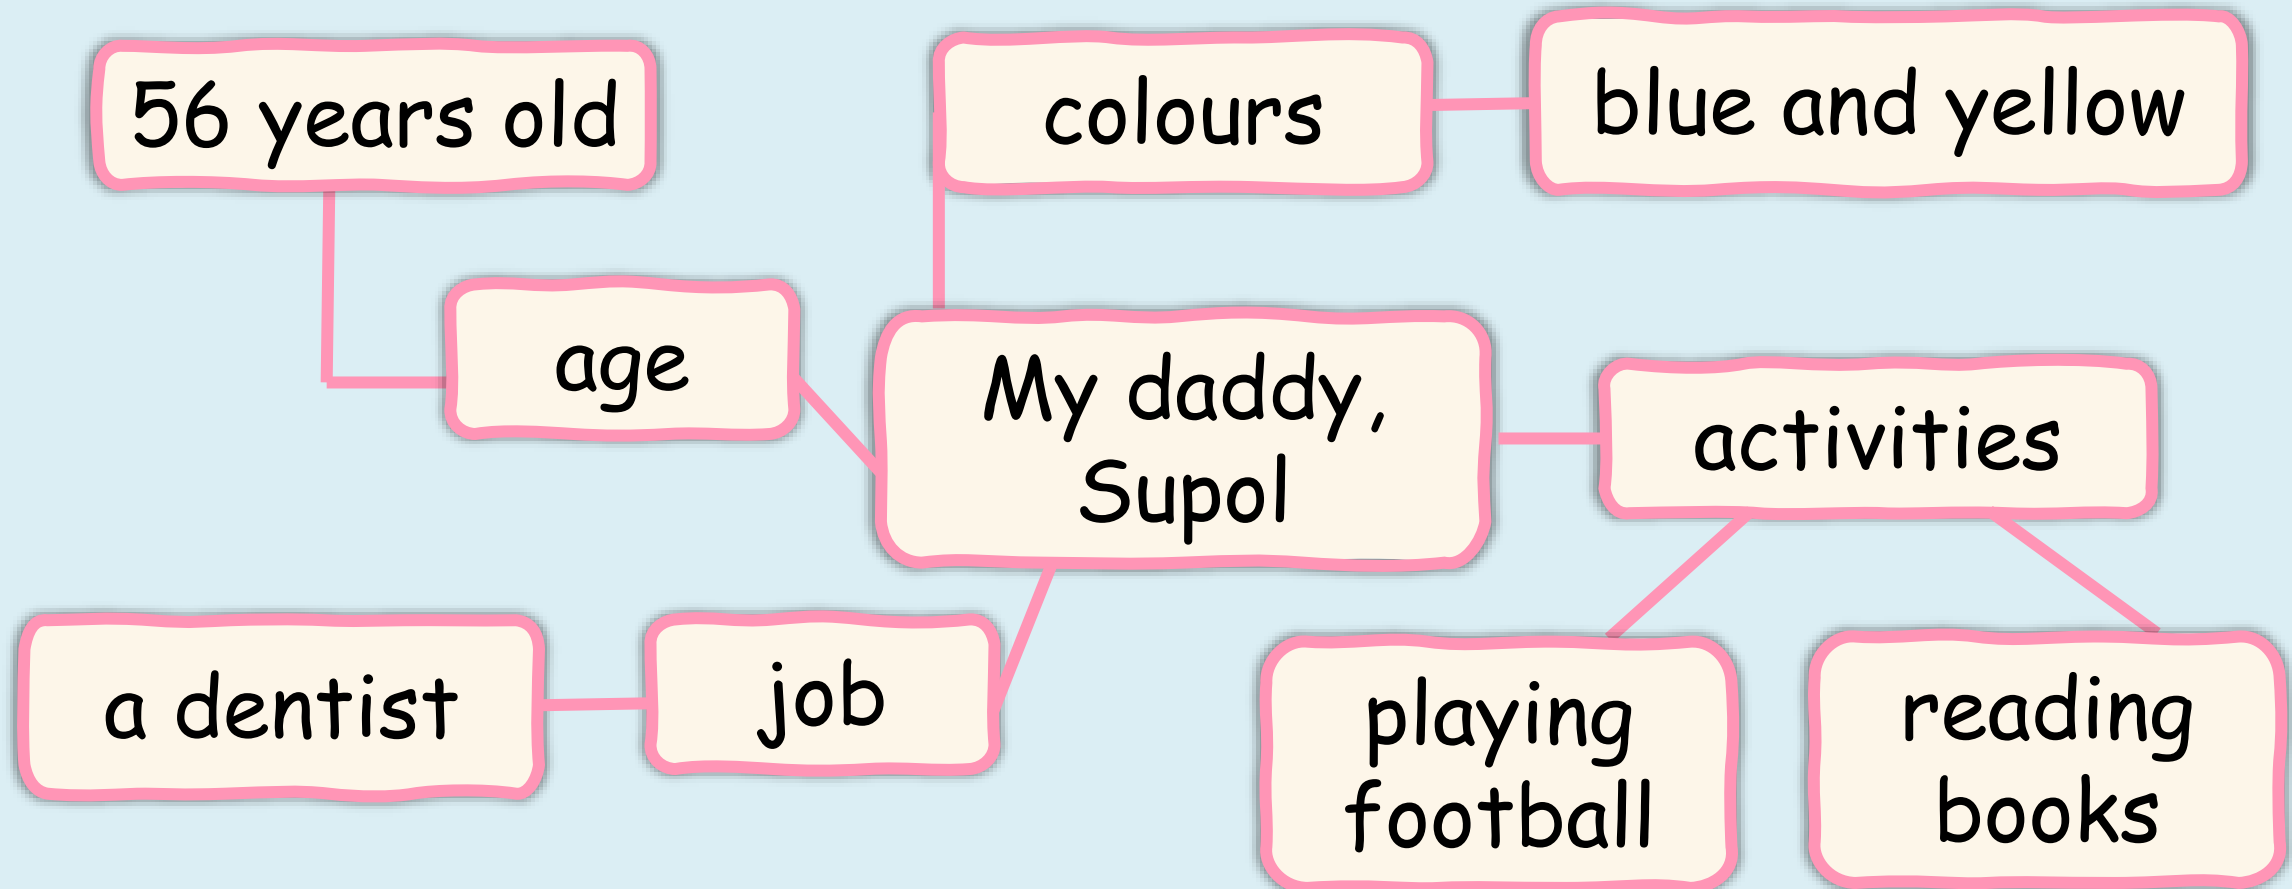 56 years old
colours
blue and yellow
age
My daddy,
Supol
activities
a dentist
job
playing
football
reading
books